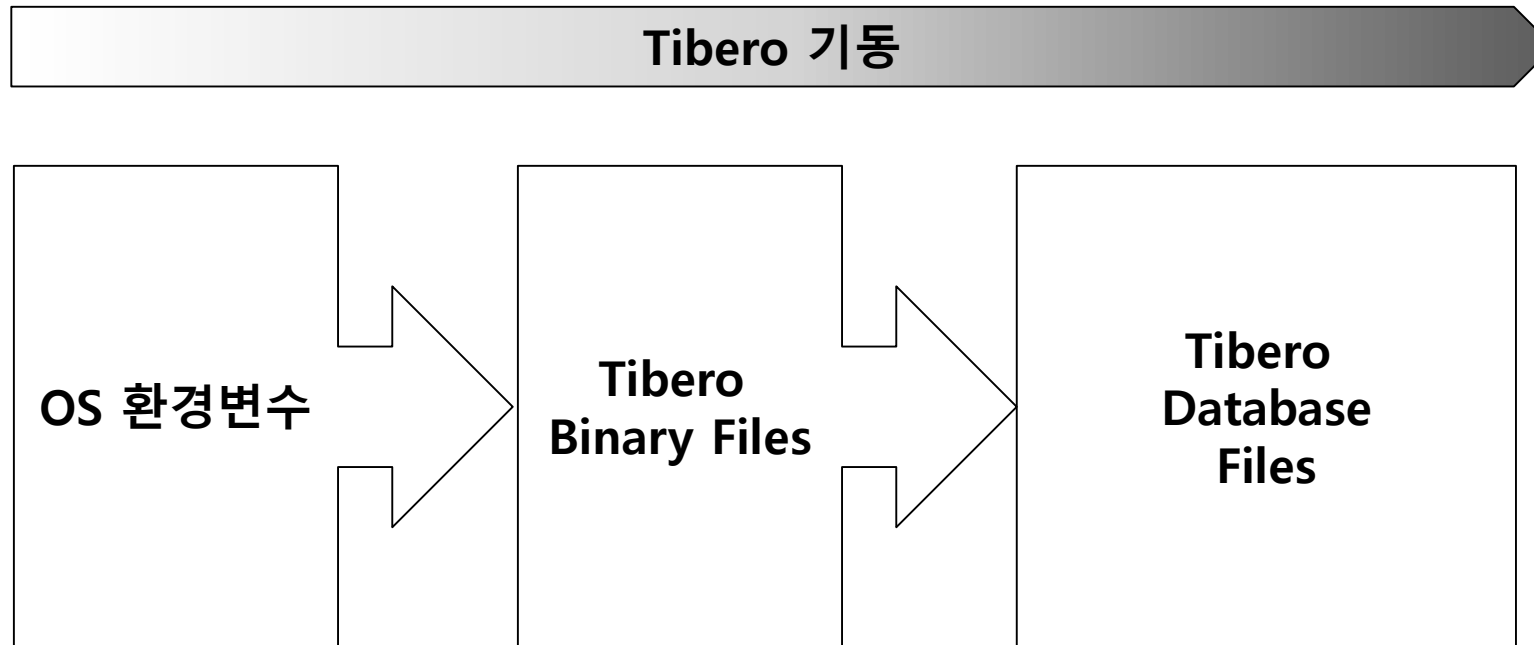 Tibero 기동
OS 환경변수
Tibero
Binary Files
Tibero
Database
Files